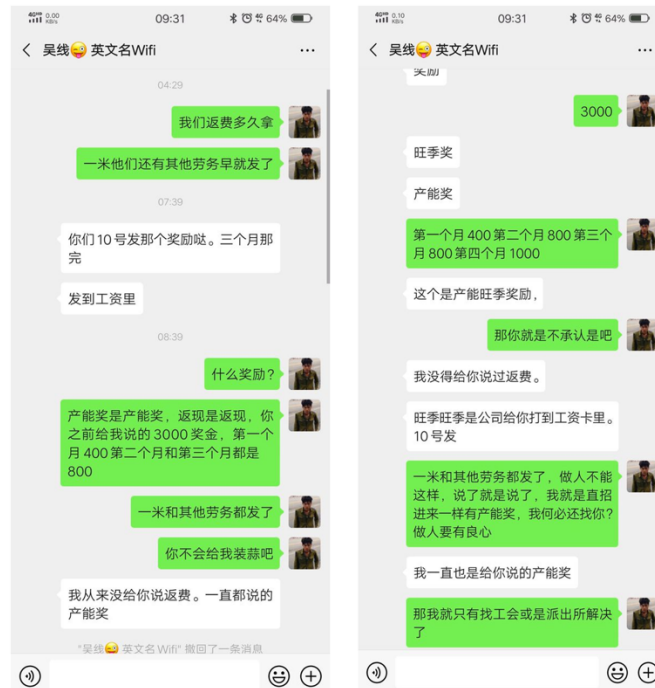 0.00
KB/s
09:31
64%
吴线😜英文名Wifi
04:29
我们返费多久拿
一米他们还有其他劳务早就发了
07:39
你们10号发那个奖励哒。三个月那
完
发到工资里
08:39
什么奖励?
产能奖是产能奖,返现是返现,你
之前给我说的3000奖金,第一个
月400第二个月和第三个月都是
800
一米和其他劳务都发了
你不会给我装蒜吧
我从来没给你说返费。一直都说的
产能奖
"吴线😜英文名Wifi"撤回了一条消息
0.10
KB/s
09:31
64%
吴线😜英文名Wifi
奖励
3000
旺季奖
产能奖
第一个月400第二个月800第三个
月800第四个月1000
这个是产能旺季奖励,
那你就是不承认是吧
我没得给你说过返费。
旺季旺季是公司给你打到工资卡里。
10号发
一米和其他劳务都发了,做人不能
这样,说了就是说了,我就是直招
进来一样有产能奖,我何必还找你?
做人要有良心
我一直也是给你说的产能奖
那我就只有找工会或是派出所解决
了